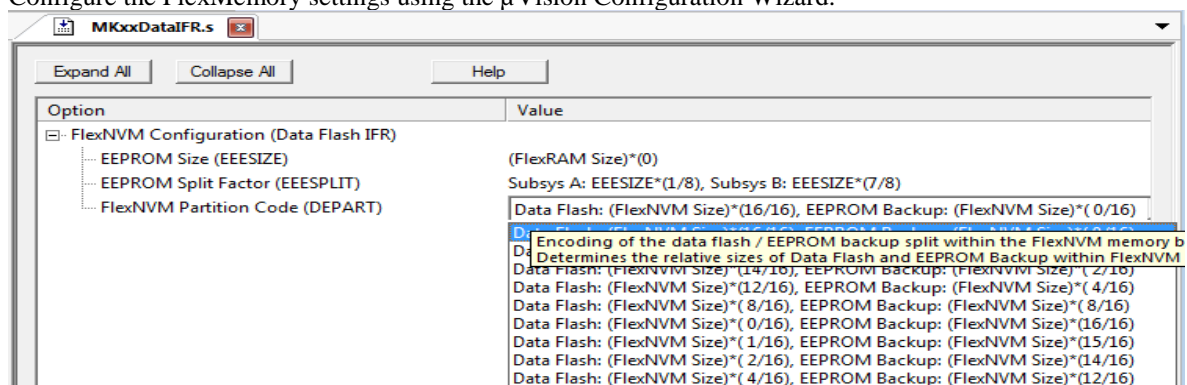 Configure the FlexMemory settings using the µVision Configuration Wizard.
MKxxDataIFR.s
Expand All Collapse All Help
Option Value
FlexNVM Configuration (Data Flash IFR)
EEPROM Size (EEESIZE) (FlexRAM Size)*(0)
EEPROM Split Factor (EEESPLIT) Subsys A: EEESIZE*(1/8), Subsys B: EEESIZE*(7/8)
FlexNVM Partition Code (DEPART) Data Flash: (FlexNVM Size)*(16/16), EEPROM Backup: (FlexNVM Size)*( 0/16)
Encoding of the data flash / EEPROM backup split within the FlexNVM memory b
Determines the relative sizes of Data Flash and EEPROM Backup within FlexNVM
Data Flash: (FlexNVM Size)*(14/16), EEPROM Backup: (FlexNVM Size)*( 2/16)
Data Flash: (FlexNVM Size)*(12/16), EEPROM Backup: (FlexNVM Size)*( 4/16)
Data Flash: (FlexNVM Size)*( 8/16), EEPROM Backup: (FlexNVM Size)*( 8/16)
Data Flash: (FlexNVM Size)*( 0/16), EEPROM Backup: (FlexNVM Size)*(16/16)
Data Flash: (FlexNVM Size)*( 1/16), EEPROM Backup: (FlexNVM Size)*(15/16)
Data Flash: (FlexNVM Size)*( 2/16), EEPROM Backup: (FlexNVM Size)*(14/16)
Data Flash: (FlexNVM Size)*( 4/16), EEPROM Backup: (FlexNVM Size)*(12/16)